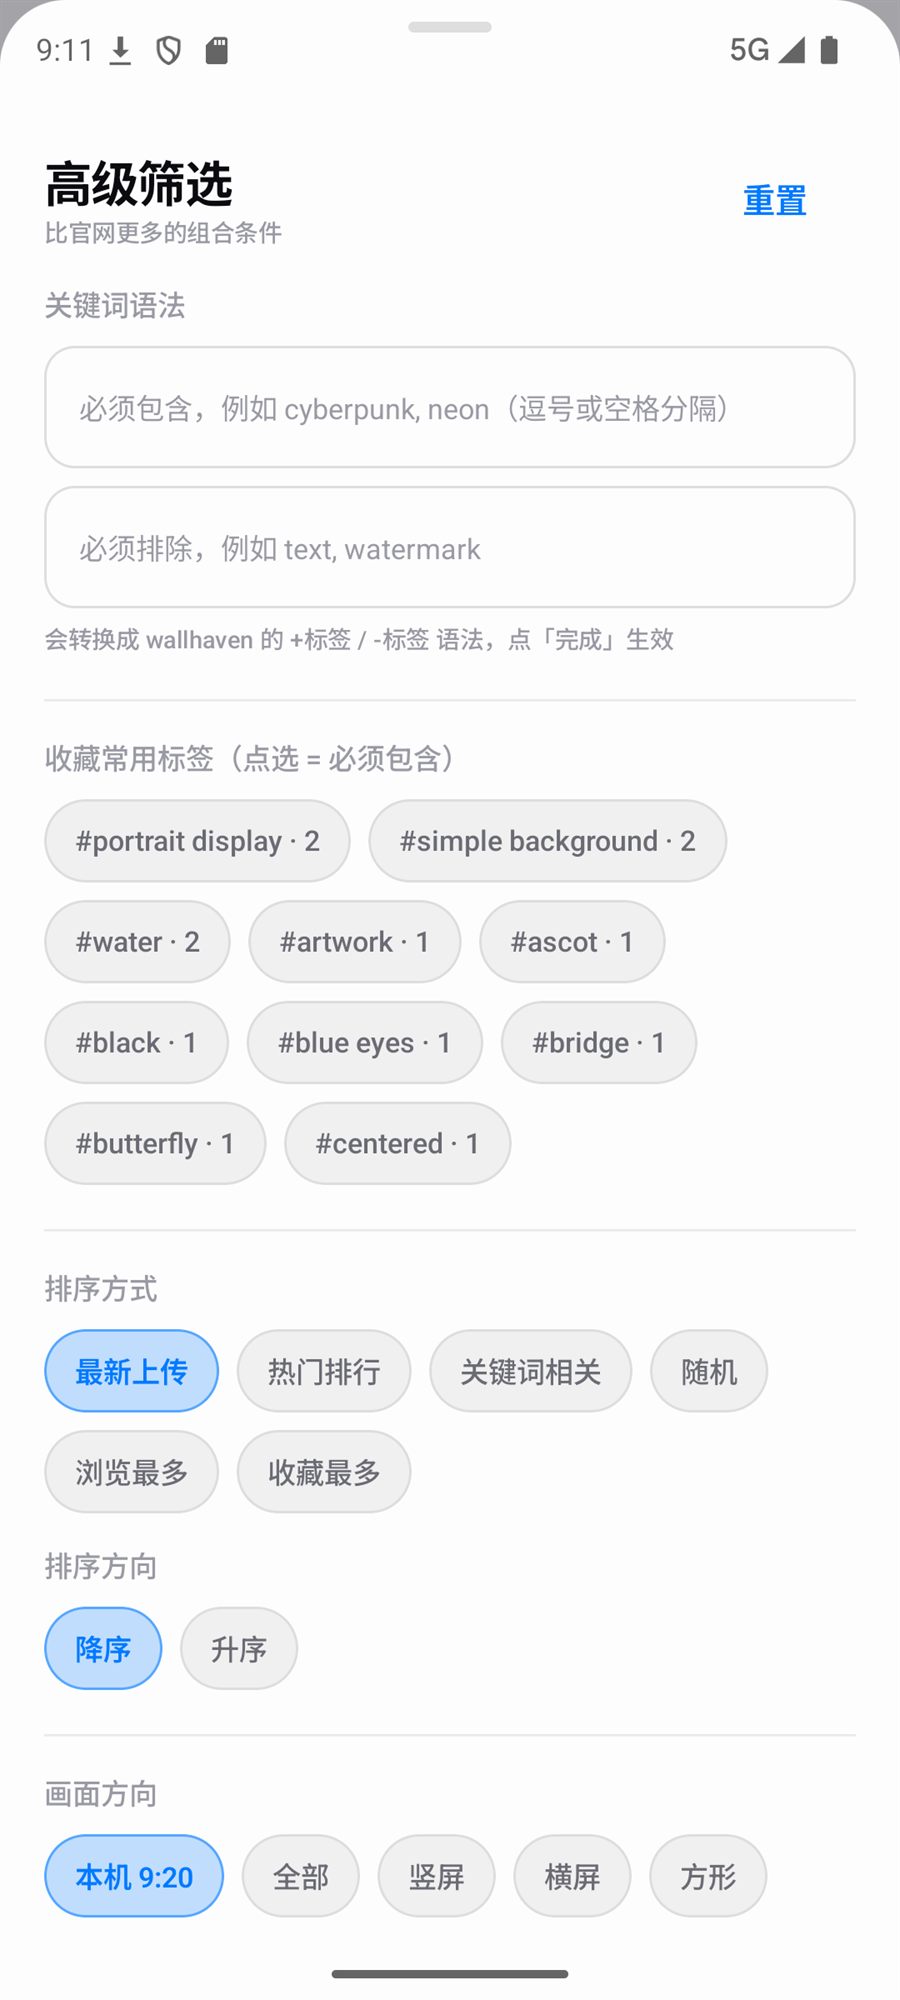 9:11
5G
高级筛选
重置
比官网更多的组合条件
关键词语法
必须包含，例如 cyberpunk, neon（逗号或空格分隔）
必须排除，例如 text, watermark
会转换成 wallhaven 的 +标签 / -标签 语法，点「完成」生效
收藏常用标签（点选 = 必须包含）
#portrait display · 2
#simple background · 2
#water · 2
#artwork · 1
#ascot · 1
#black · 1
#blue eyes · 1
#bridge · 1
#butterfly · 1
#centered · 1
排序方式
最新上传
热门排行
关键词相关
随机
浏览最多
收藏最多
排序方向
降序
升序
画面方向
本机 9:20
全部
竖屏
横屏
方形